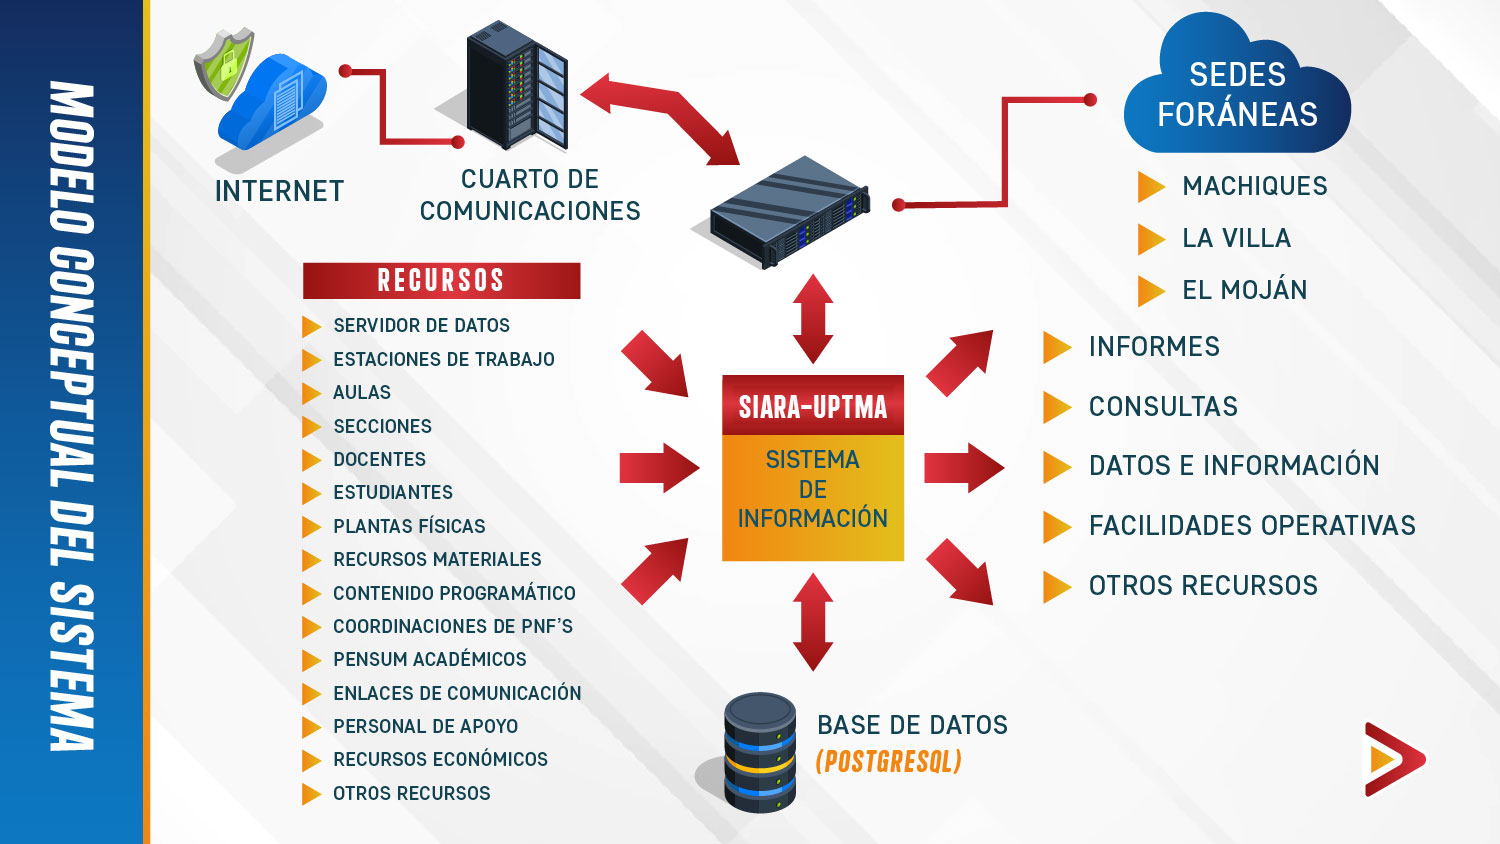 MODELO CONCEPTUAL DEL SISTEMA
INTERNET
CUARTO DE
COMUNICACIONES
SEDES
FORÁNEAS
MACHIQUES
LA VILLA
EL MOJÁN
RECURSOS
SERVIDOR DE DATOS
ESTACIONES DE TRABAJO
AULAS
SECCIONES
DOCENTES
ESTUDIANTES
PLANTAS FÍSICAS
RECURSOS MATERIALES
CONTENIDO PROGRAMÁTICO
COORDINACIONES DE PNF'S
PENSUM ACADÉMICOS
ENLACES DE COMUNICACIÓN
PERSONAL DE APOYO
RECURSOS ECONÓMICOS
OTROS RECURSOS
SIARA-UPTMA
SISTEMA
DE
INFORMACIÓN
INFORMES
CONSULTAS
DATOS E INFORMACIÓN
FACILIDADES OPERATIVAS
OTROS RECURSOS
BASE DE DATOS
(POSTGRESQL)